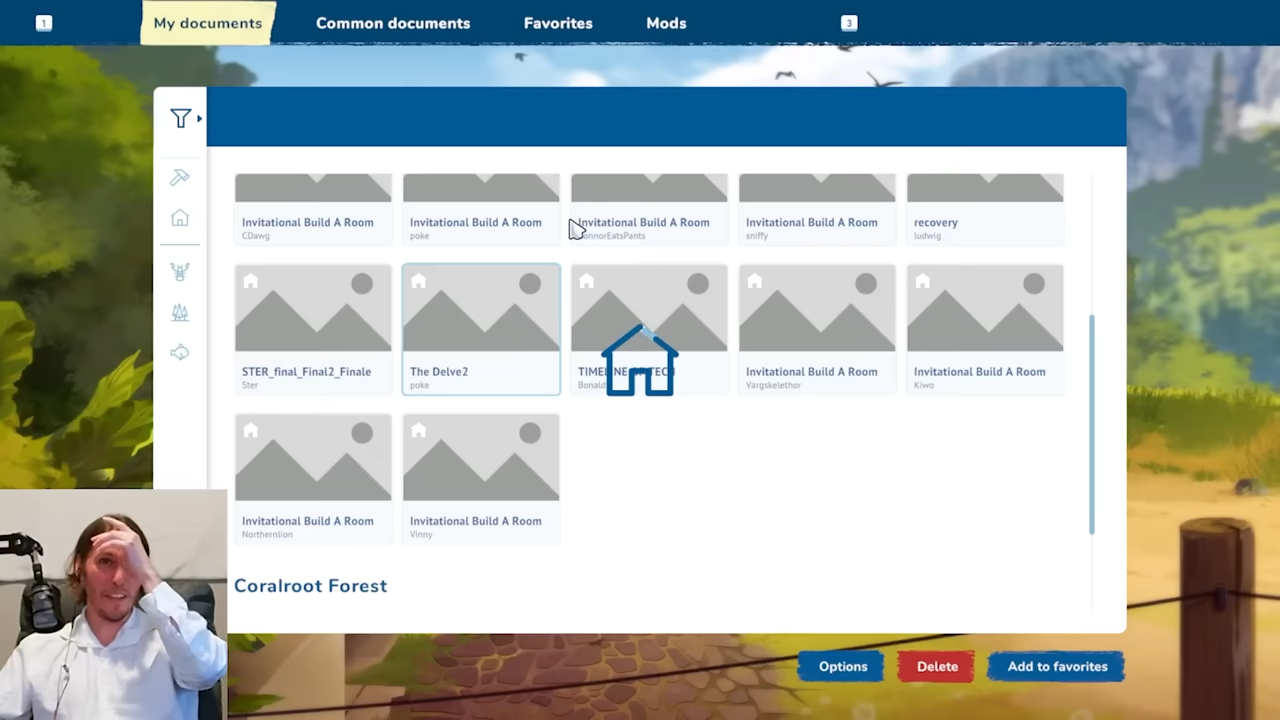 1
My documents
Common documents
Favorites
Mods
3
Invitational Build A Room
CDawg
Invitational Build A Room
poke
Invitational Build A Room
ConnorEatsPants
Invitational Build A Room
sniffy
recovery
ludwig
STER_final_Final2_Finale
Ster
The Delve2
poke
Invitational Build A Room
Vargskelethor
Invitational Build A Room
Kiwo
Invitational Build A Room
Northernlion
Invitational Build A Room
Vinny
Coralroot Forest
Options
Delete
Add to favorites